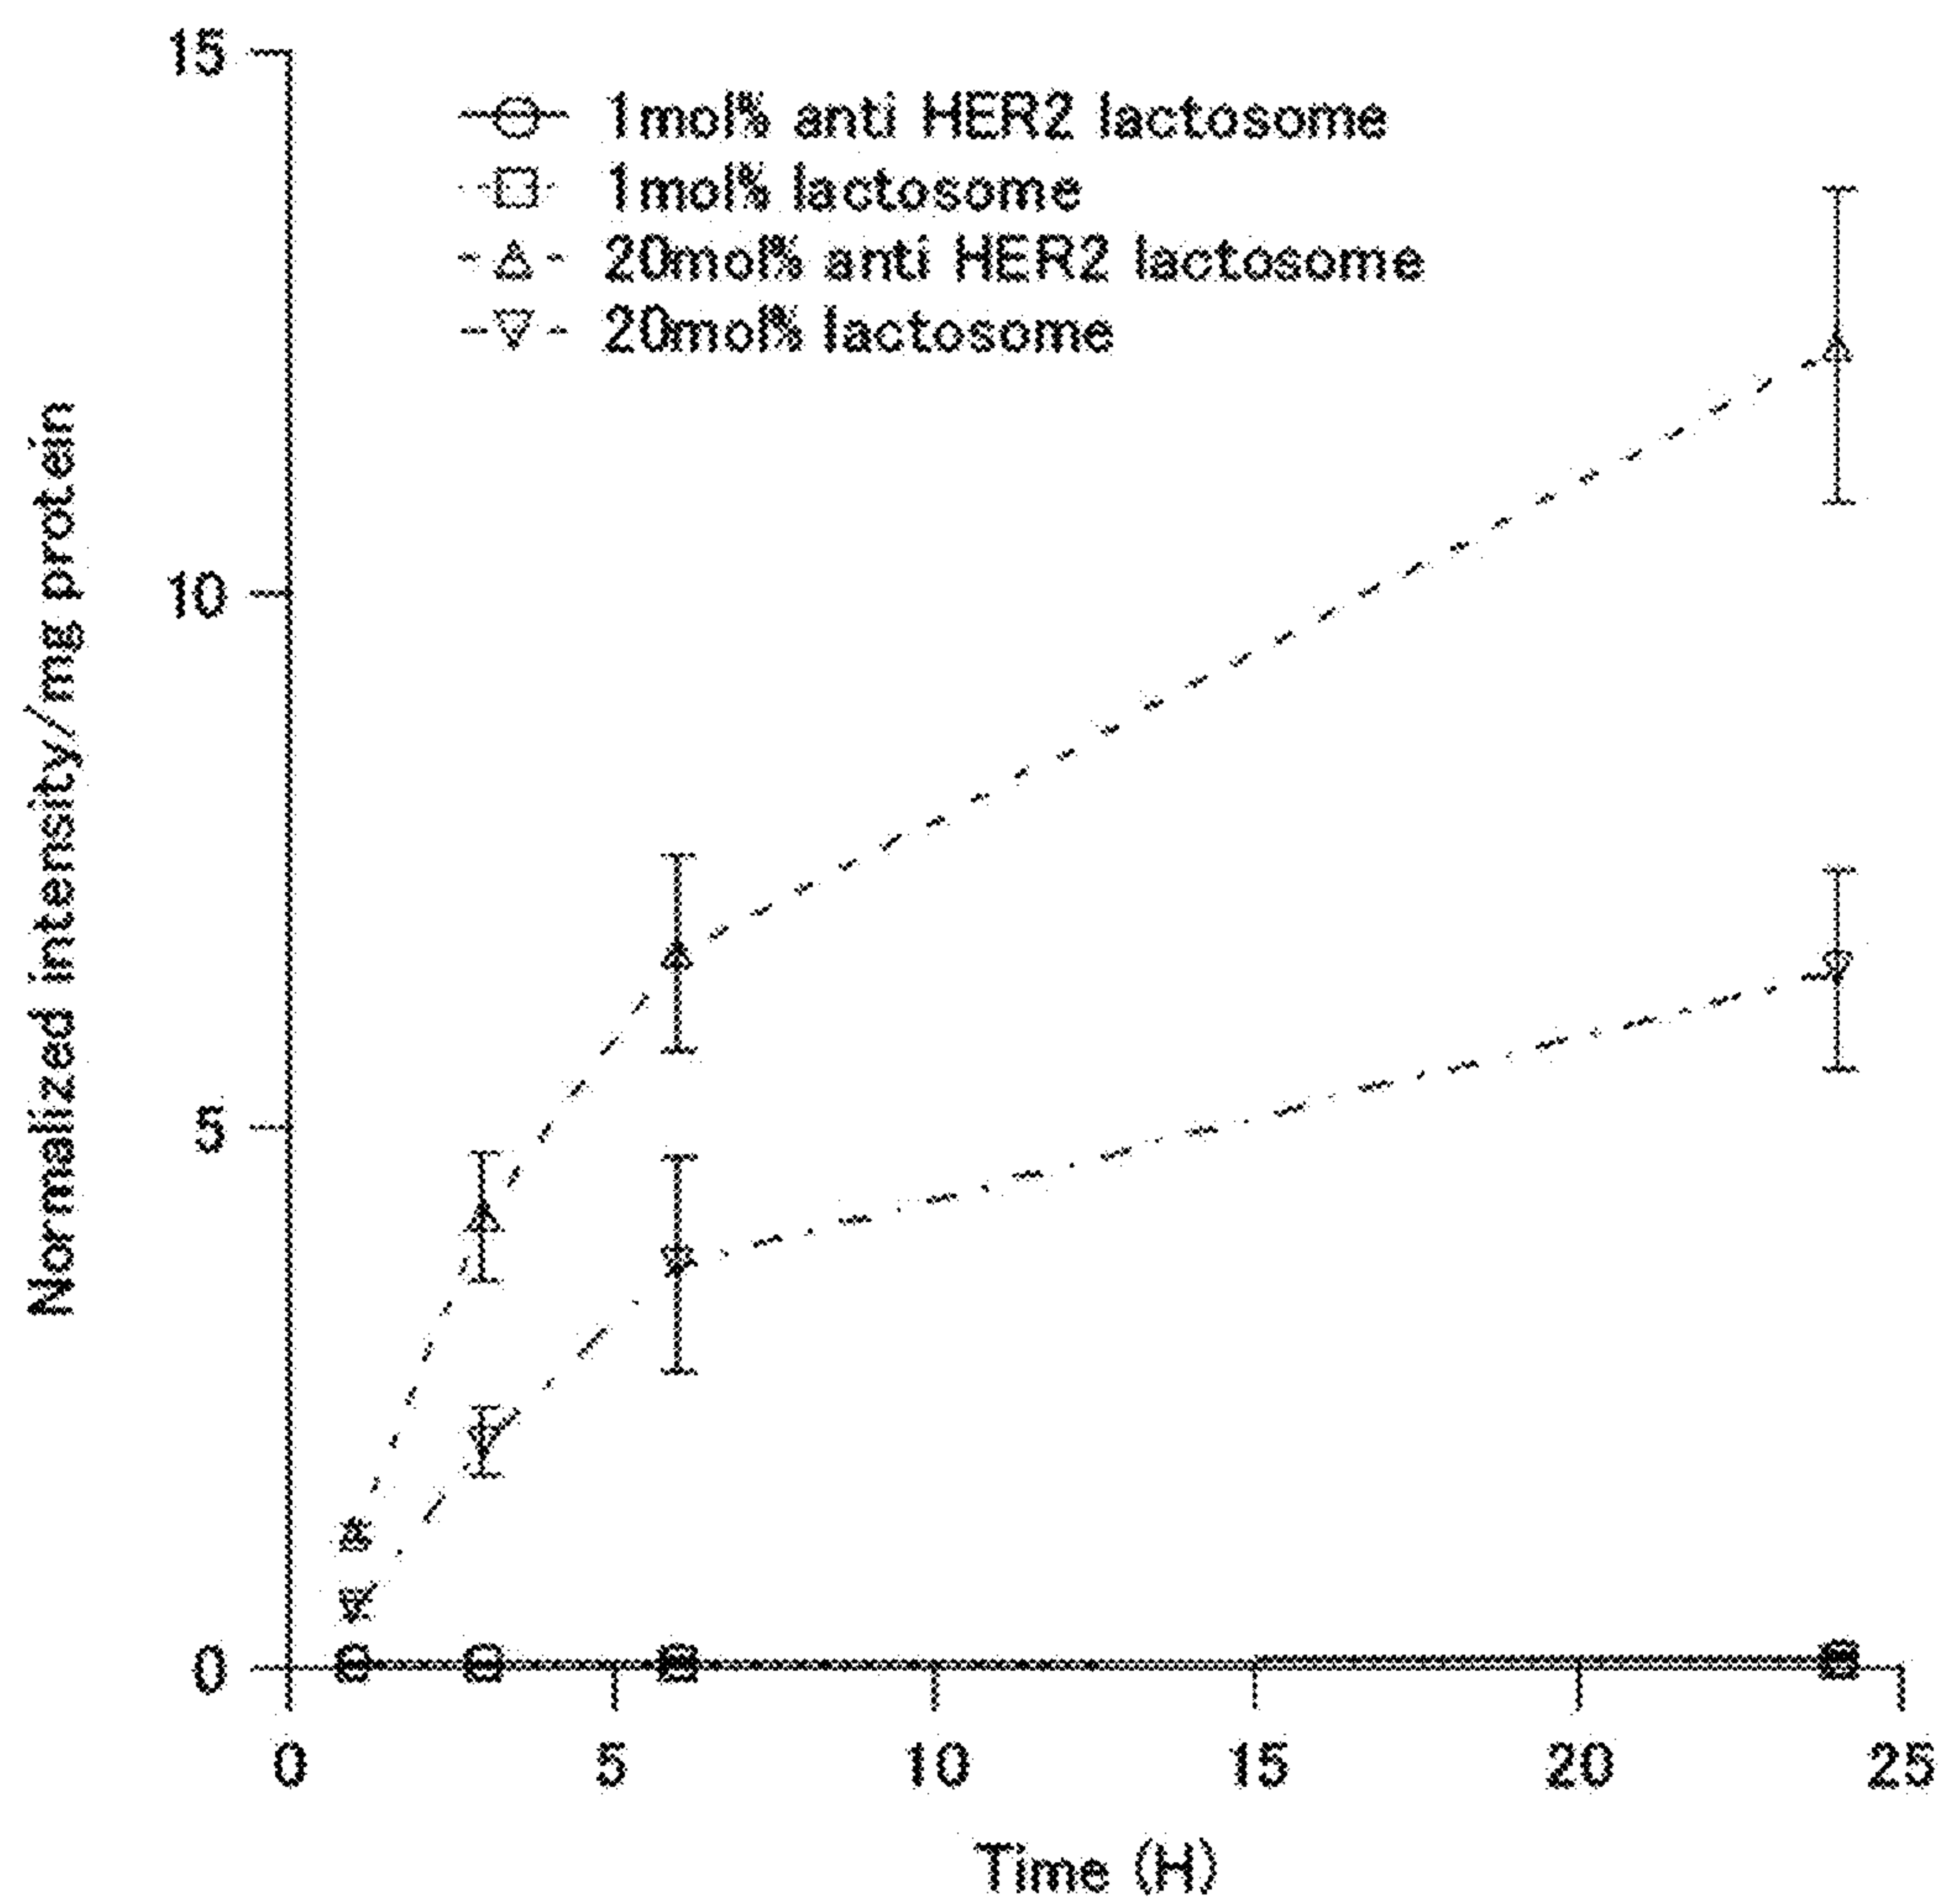 15
1mol% anti HER2 lactosome
1mol% lactosome
20mol% anti HER2 lactosome
20mol% lactosome
10
5
0
Normalized intensity/mg protein
0 5 10 15 20 25
Time (H)